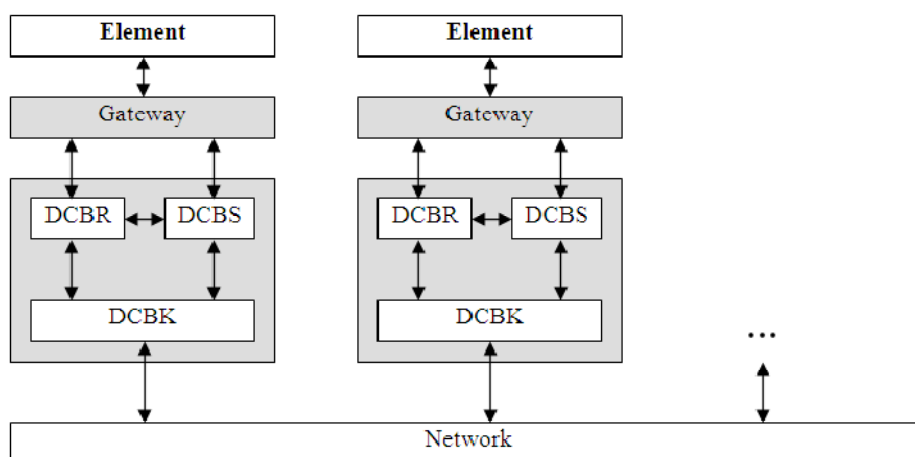 Element
Element
Gateway
Gateway
DCBR
DCBS
DCBR
DCBS
DCBK
DCBK
...
Network